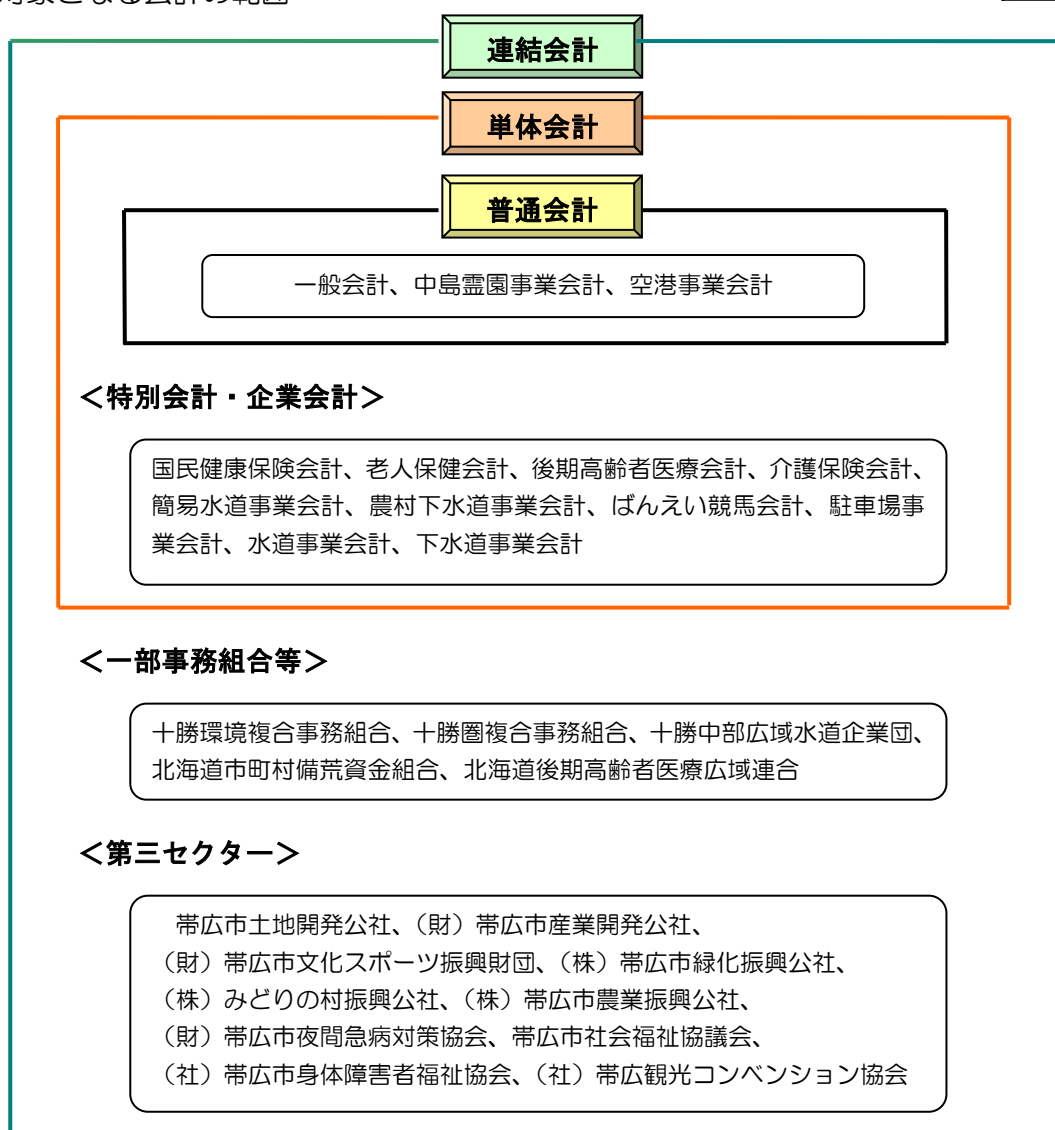 対象となる会計の範囲
連結会計
単体会計
普通会計
一般会計、中島霊園事業会計、空港事業会計
＜特別会計・企業会計＞
国民健康保険会計、老人保健会計、後期高齢者医療会計、介護保険会計、
簡易水道事業会計、農村下水道事業会計、ばんえい競馬会計、駐車場事
業会計、水道事業会計、下水道事業会計
＜一部事務組合等＞
十勝環境複合事務組合、十勝圏複合事務組合、十勝中部広域水道企業団、
北海道市町村備荒資金組合、北海道後期高齢者医療広域連合
＜第三セクター＞
帯広市土地開発公社、（財）帯広市産業開発公社、
（財）帯広市文化スポーツ振興財団、（株）帯広市緑化振興公社、
（株）みどりの村振興公社、（株）帯広市農業振興公社、
（財）帯広市夜間急病対策協会、帯広市社会福祉協議会、
（社）帯広市身体障害者福祉協会、（社）帯広観光コンベンション協会